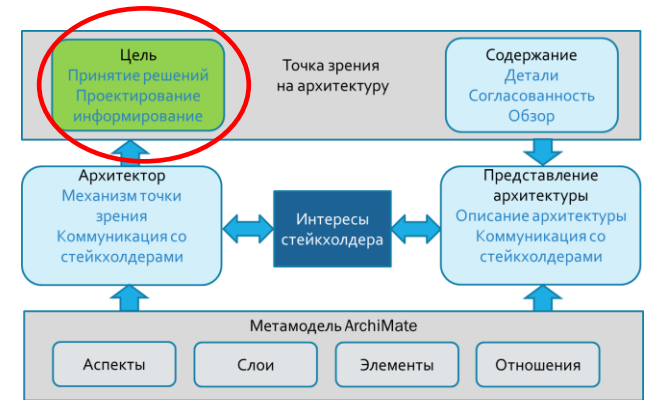 Цель
Принятие решений
Проектирование
информирование
Точка зрения
на архитектуру
Содержание
Детали
Согласованность
Обзор
Архитектор
Механизм точки
зрения
Коммуникация со
стейкхолдерами
Интересы
стейкхолдера
Представление
архитектуры
Описание архитектуры
Коммуникация со
стейкхолдерами
Метамодель ArchiMate
Аспекты
Слои
Элементы
Отношения